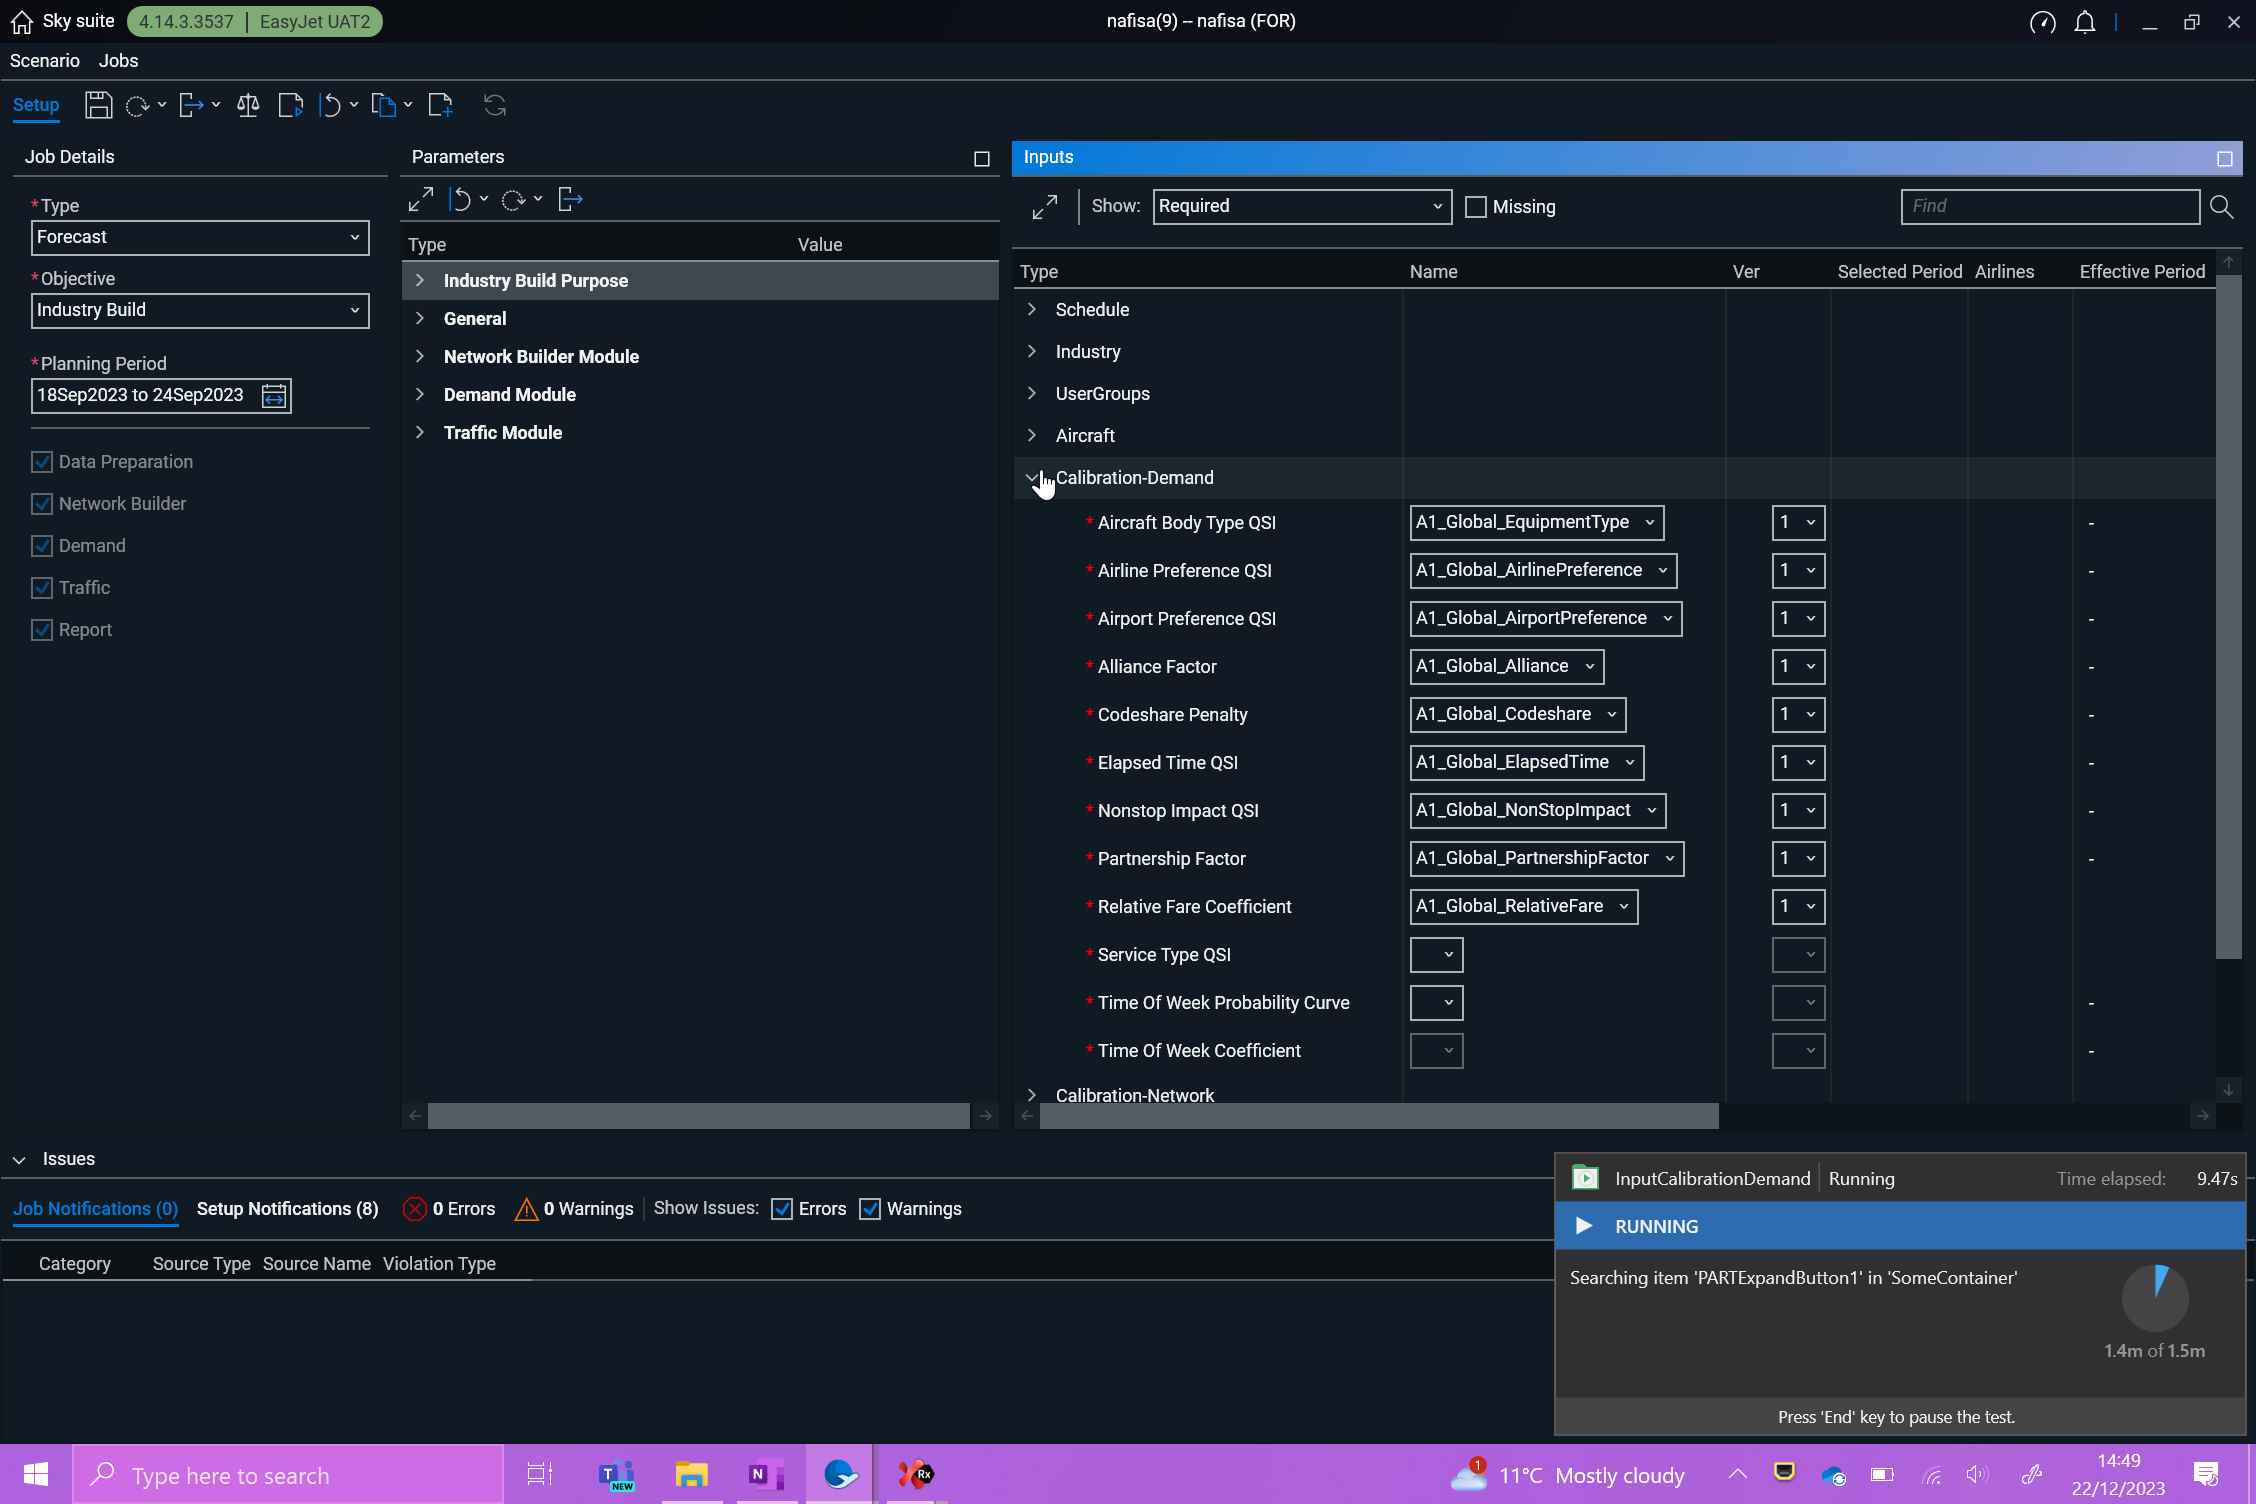 Sky suite 4.14.3.3537 | EasyJet UAT2 nafisa(9) – nafisa (FOR)
Scenario Jobs
Setup
Job Details
*Type
Forecast
*Objective
Industry Build
*Planning Period
18Sep2023 to 24Sep2023
Data Preparation
Network Builder
Demand
Traffic
Report
Parameters
Type Value
Industry Build Purpose
General
Network Builder Module
Demand Module
Traffic Module
Inputs
Show: Required Missing Find
Type Name Ver Selected Period Airlines Effective Period
Schedule
Industry
UserGroups
Aircraft
Calibration-Demand
* Aircraft Body Type QSI A1_Global_EquipmentType 1 -
* Airline Preference QSI A1_Global_AirlinePreference 1 -
* Airport Preference QSI A1_Global_AirportPreference 1 -
* Alliance Factor A1_Global_Alliance 1 -
* Codeshare Penalty A1_Global_Codeshare 1 -
* Elapsed Time QSI A1_Global_ElapsedTime 1 -
* Nonstop Impact QSI A1_Global_NonStopImpact 1 -
* Partnership Factor A1_Global_PartnershipFactor 1 -
* Relative Fare Coefficient A1_Global_RelativeFare 1
* Service Type QSI
* Time Of Week Probability Curve -
* Time Of Week Coefficient -
Calibration-Network
Issues
Job Notifications (0) Setup Notifications (8) 0 Errors 0 Warnings Show Issues: Errors Warnings
Category Source Type Source Name Violation Type
InputCalibrationDemand Running Time elapsed: 9.47s
RUNNING
Searching item 'PARTExpandButton1' in 'SomeContainer'
1.4m of 1.5m
Press 'End' key to pause the test.
Type here to search
T NEW
N
Rx
1
11°C Mostly cloudy
14:49
22/12/2023